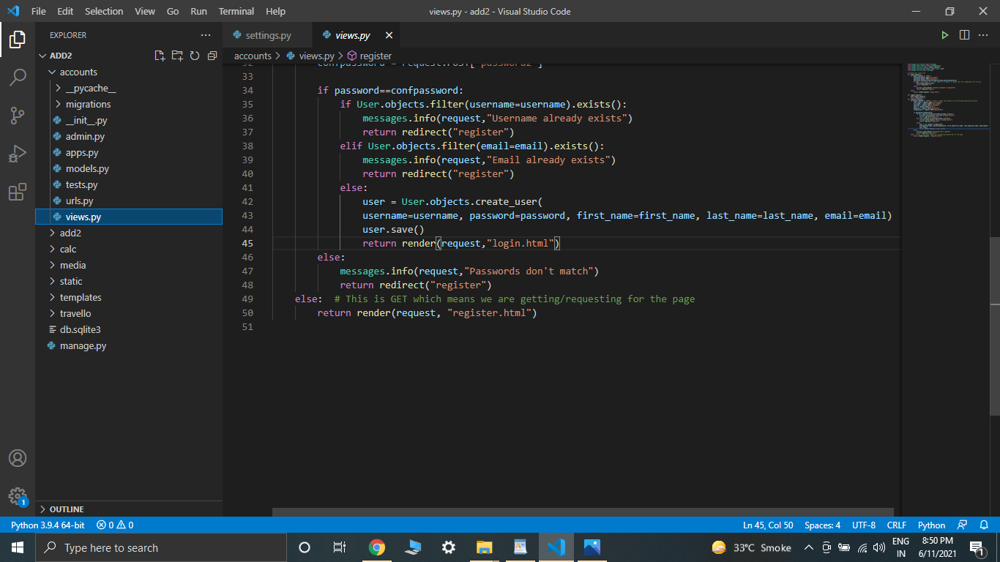 File Edit Selection View Go Run Terminal Help
views.py - add2 - Visual Studio Code
EXPLORER
ADD2
accounts
__pycache__
migrations
__init__.py
admin.py
apps.py
models.py
tests.py
urls.py
views.py
add2
calc
media
static
templates
travello
db.sqlite3
manage.py
OUTLINE
settings.py
views.py
accounts > views.py > register
32 confpassword = request.POST['password2']
33
34 if password==confpassword:
35 if User.objects.filter(username=username).exists():
36 messages.info(request,"Username already exists")
37 return redirect("register")
38 elif User.objects.filter(email=email).exists():
39 messages.info(request,"Email already exists")
40 return redirect("register")
41 else:
42 user = User.objects.create_user(
43 username=username, password=password, first_name=first_name, last_name=last_name, email=email)
44 user.save()
45 return render(request,"login.html")
46 else:
47 messages.info(request,"Passwords don't match")
48 return redirect("register")
49 else:  # This is GET which means we are getting/requesting for the page
50 return render(request, "register.html")
51
1
Python 3.9.4 64-bit 0 0
Ln 45, Col 50 Spaces: 4 UTF-8 CRLF Python
Type here to search
33°C Smoke
ENG
IN
8:50 PM
6/11/2021
1